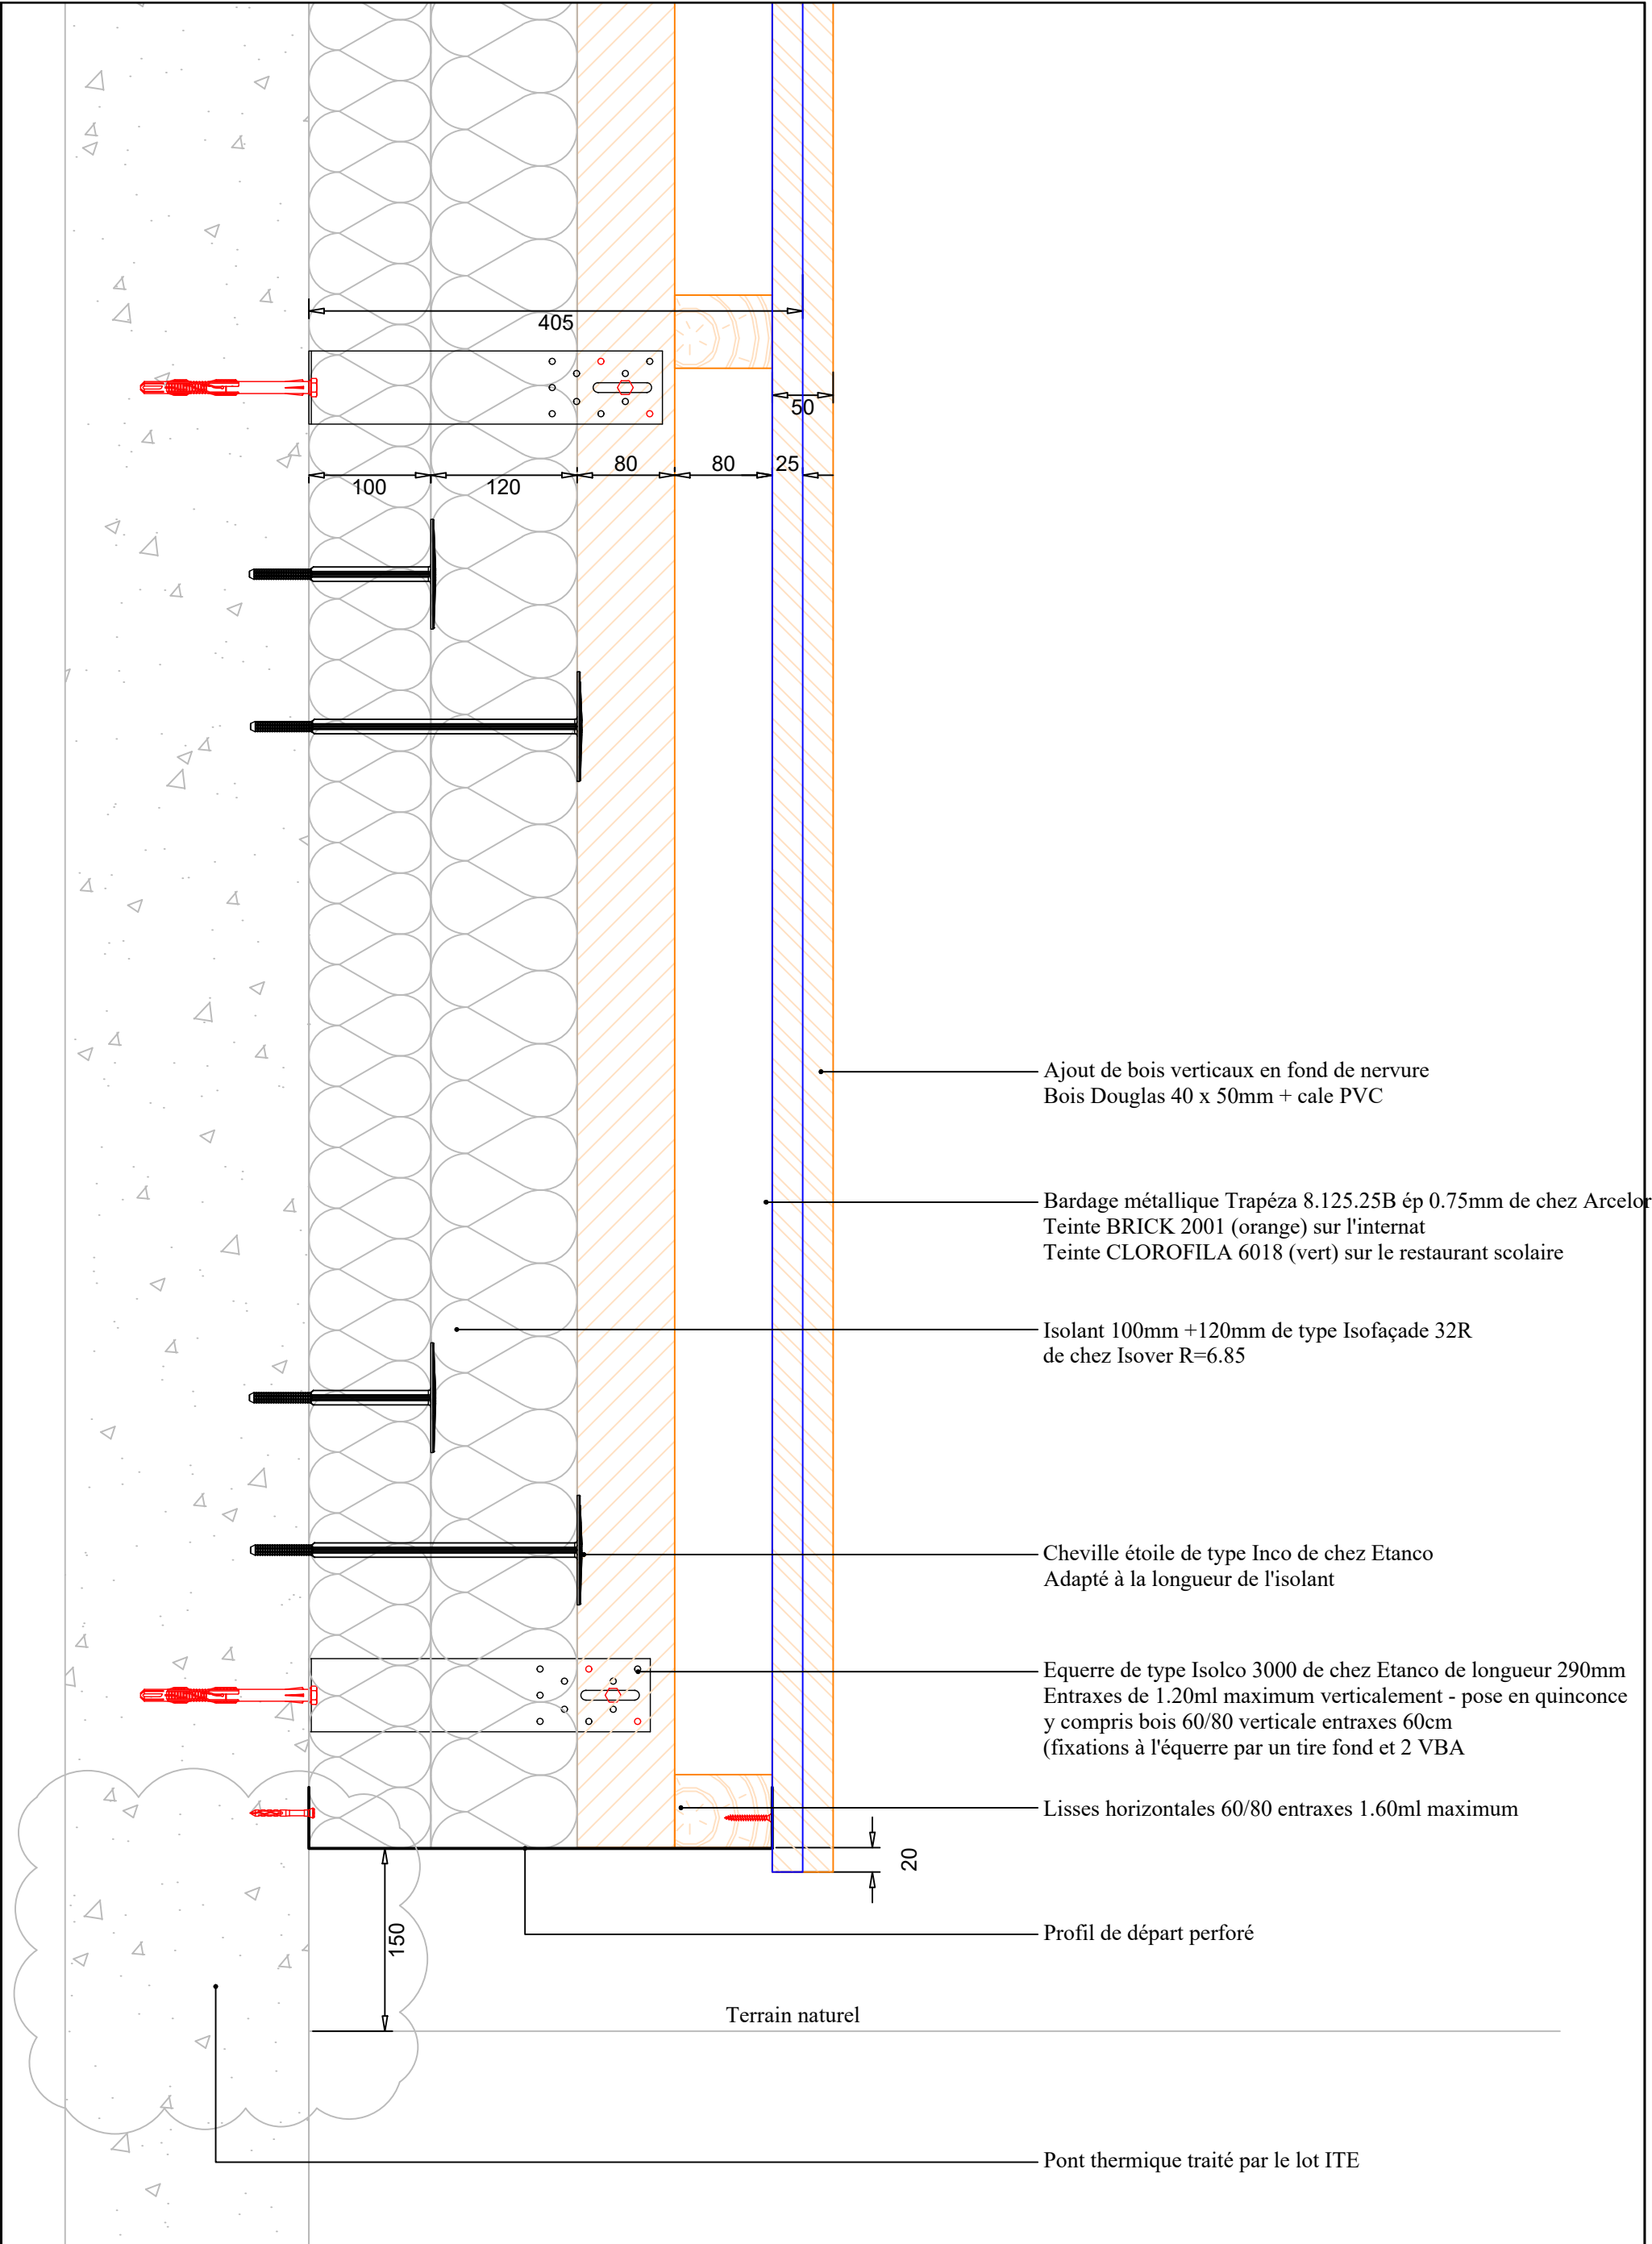 405
50
80
80
25
100
120
Ajout de bois verticaux en fond de nervure
Bois Douglas 40 x 50mm + cale PVC
Bardage métallique Trapéza 8.125.25B ép 0.75mm de chez Arcelor
Teinte BRICK 2001 (orange) sur l'internat
Teinte CLOROFILA 6018 (vert) sur le restaurant scolaire
Isolant 100mm +120mm de type Isofaçade 32R
de chez Isover R=6.85
Cheville étoile de type Inco de chez Etanco
Adapté à la longueur de l'isolant
Equerre de type Isolco 3000 de chez Etanco de longueur 290mm
Entraxes de 1.20ml maximum verticalement - pose en quinconce
y compris bois 60/80 verticale entraxes 60cm
(fixations à l'équerre par un tire fond et 2 VBA
Lisses horizontales 60/80 entraxes 1.60ml maximum
20
150
Profil de départ perforé
Terrain naturel
Pont thermique traité par le lot ITE